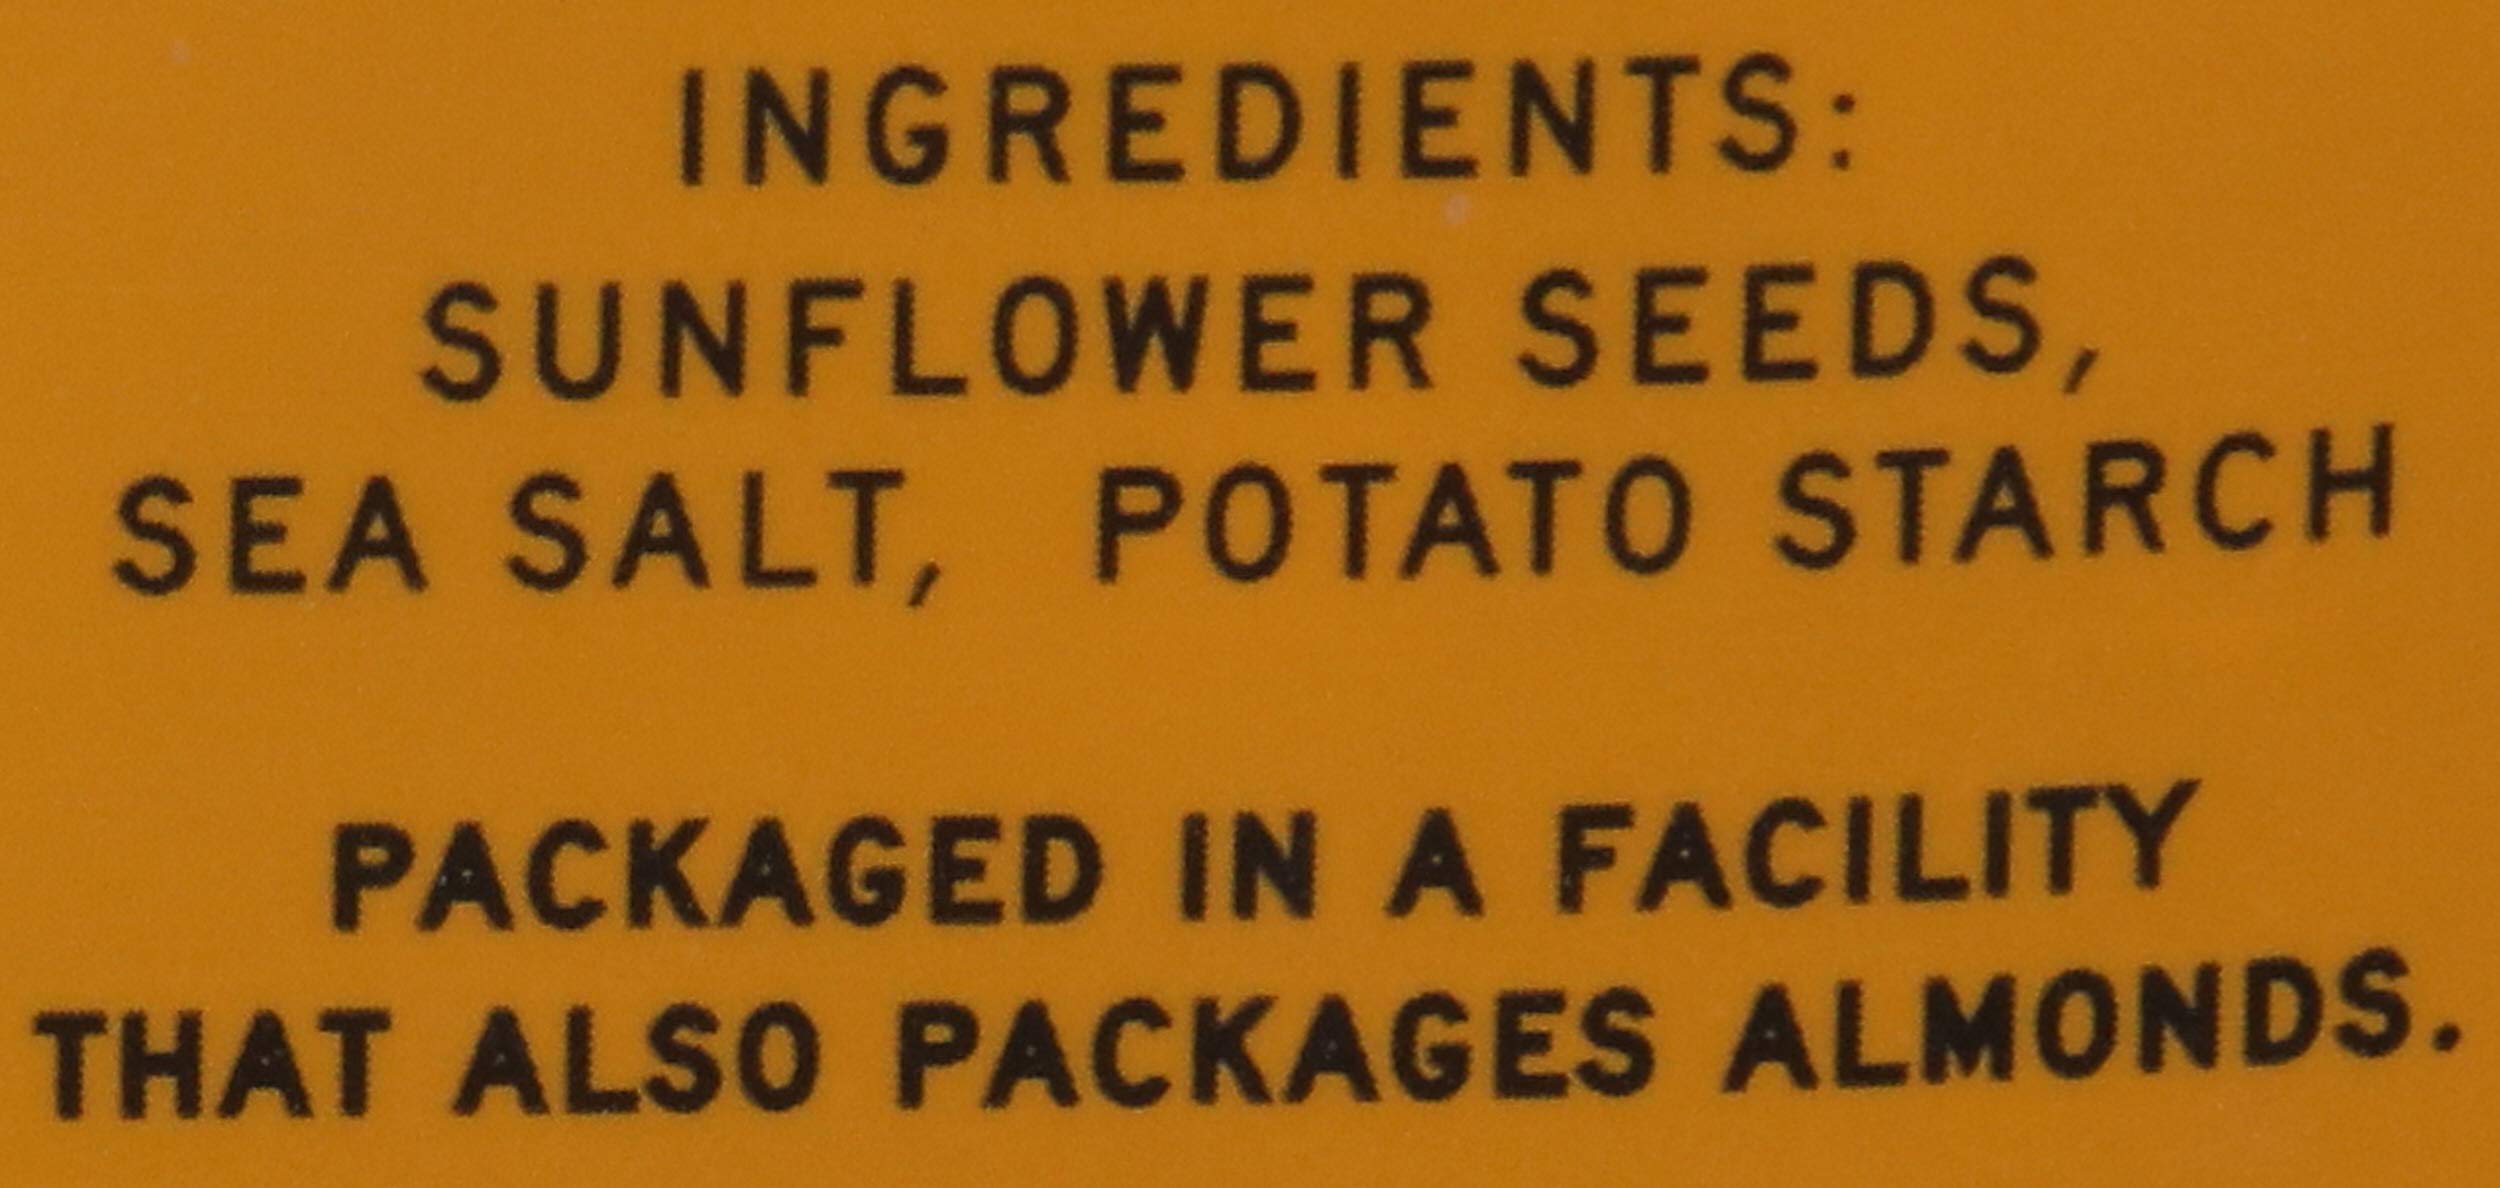 INGREDIENTS:
SUNFLOWER SEEDS,
SEA SALT, POTATO STARCH
PACKAGED IN A FACILITY
THAT ALSO PACKAGES ALMONDS.